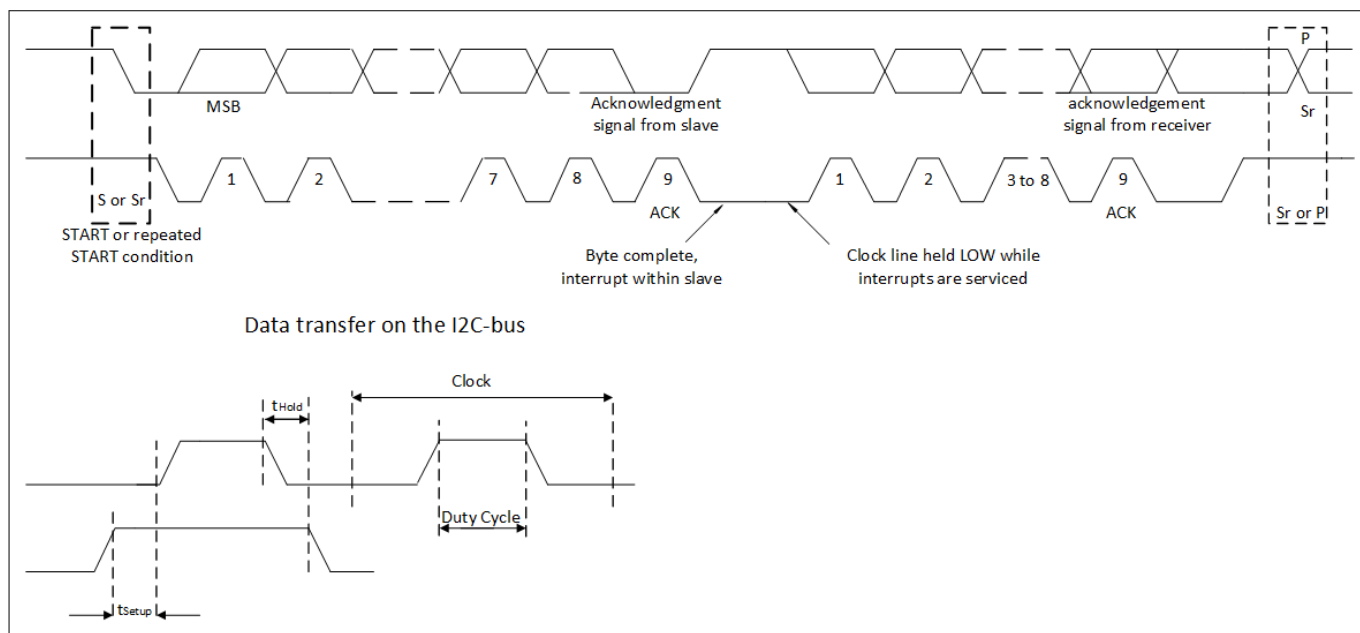 P
MSB
Acknowledgment
signal from slave
acknowledgement
signal from receiver
Sr
1
2
7
8
9
1
2
3 to 8
9
S or Sr
ACK
ACK
Sr or Pl
START or repeated
START condition
Byte complete,
interrupt within slave
Clock line held LOW while
interrupts are serviced
Data transfer on the I2C-bus
Clock
tHold
Duty Cycle
tSetup